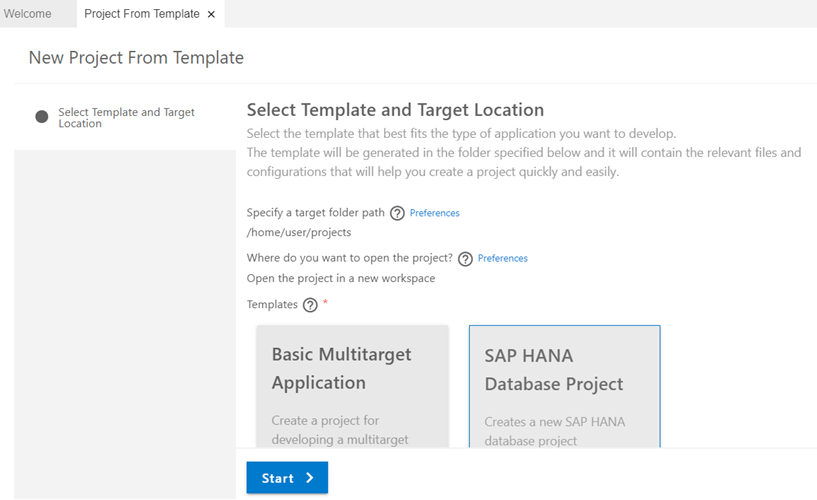 Welcome
Project From Template ×
New Project From Template
Select Template and Target
Location
Select Template and Target Location
Select the template that best fits the type of application you want to develop.
The template will be generated in the folder specified below and it will contain the relevant files and
configurations that will help you create a project quickly and easily.
Specify a target folder path ? Preferences
/home/user/projects
Where do you want to open the project? ? Preferences
Open the project in a new workspace
Templates ? *
Basic Multitarget
Application
Create a project for
developing a multitarget
SAP HANA
Database Project
Creates a new SAP HANA
database project
Start >